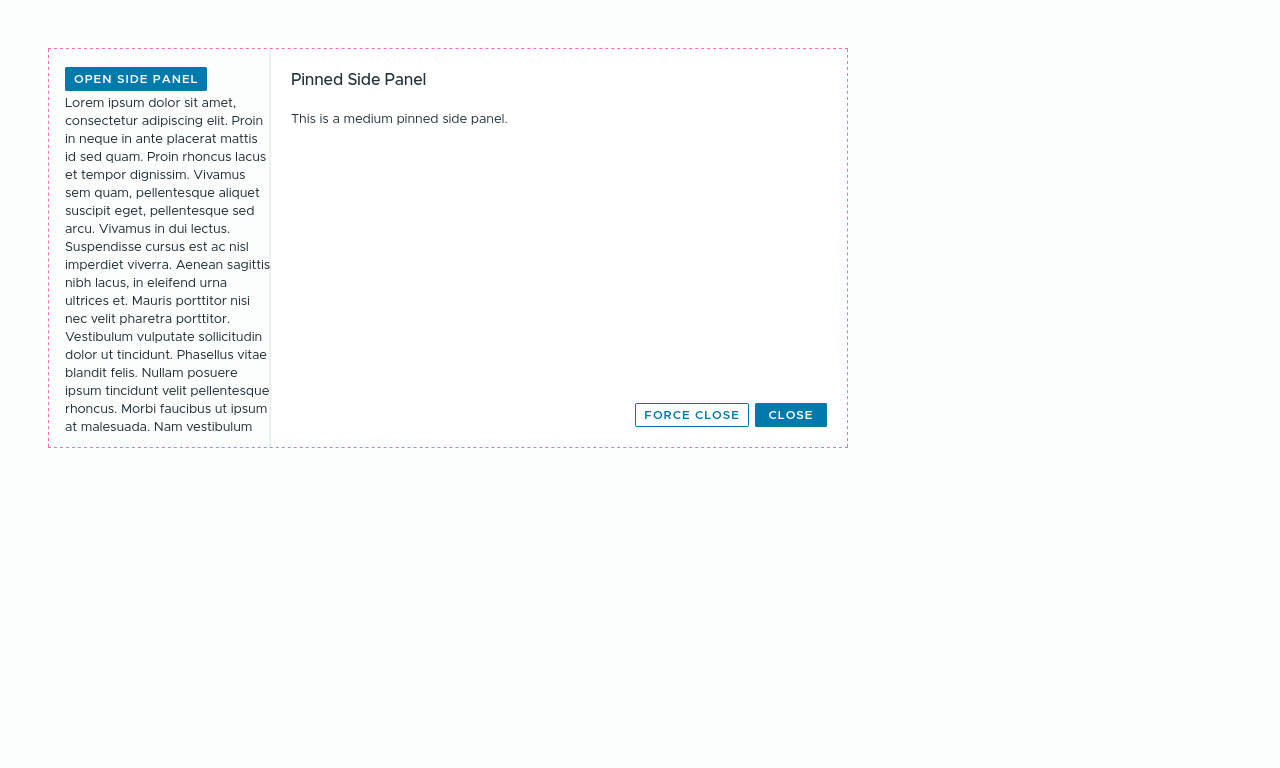 OPEN SIDE PANEL
Lorem ipsum dolor sit amet,
consectetur adipiscing elit. Proin
in neque in ante placerat mattis
id sed quam. Proin rhoncus lacus
et tempor dignissim. Vivamus
sem quam, pellentesque aliquet
suscipit eget, pellentesque sed
arcu. Vivamus in dui lectus.
Suspendisse cursus est ac nisl
imperdiet viverra. Aenean sagittis
nibh lacus, in eleifend urna
ultrices et. Mauris porttitor nisi
nec velit pharetra porttitor.
Vestibulum vulputate sollicitudin
dolor ut tincidunt. Phasellus vitae
blandit felis. Nullam posuere
ipsum tincidunt velit pellentesque
rhoncus. Morbi faucibus ut ipsum
at malesuada. Nam vestibulum
Pinned Side Panel
This is a medium pinned side panel.
FORCE CLOSE
CLOSE